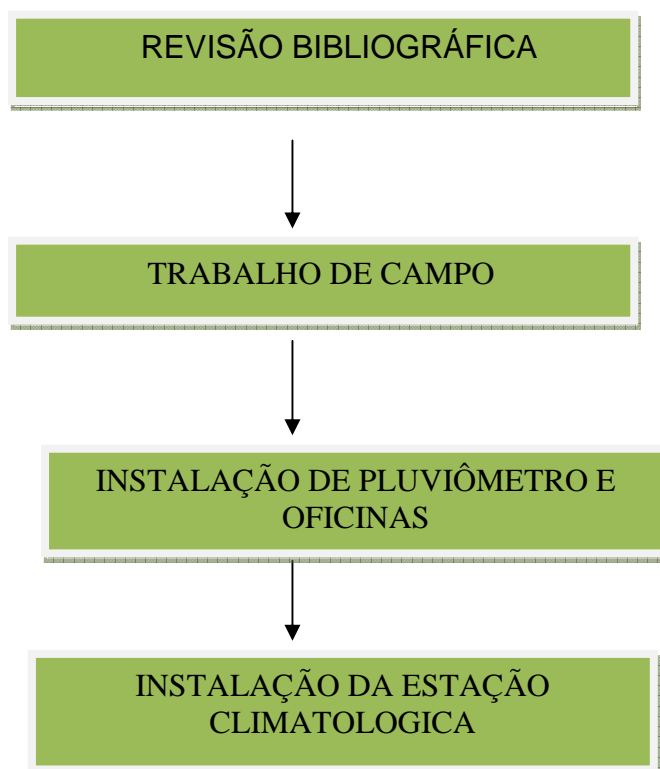 REVISÃO BIBLIOGRÁFICA
TRABALHO DE CAMPO
INSTALAÇÃO DE PLUVIÔMETRO E
OFICINAS
INSTALAÇÃO DA ESTAÇÃO
CLIMATOLOGICA